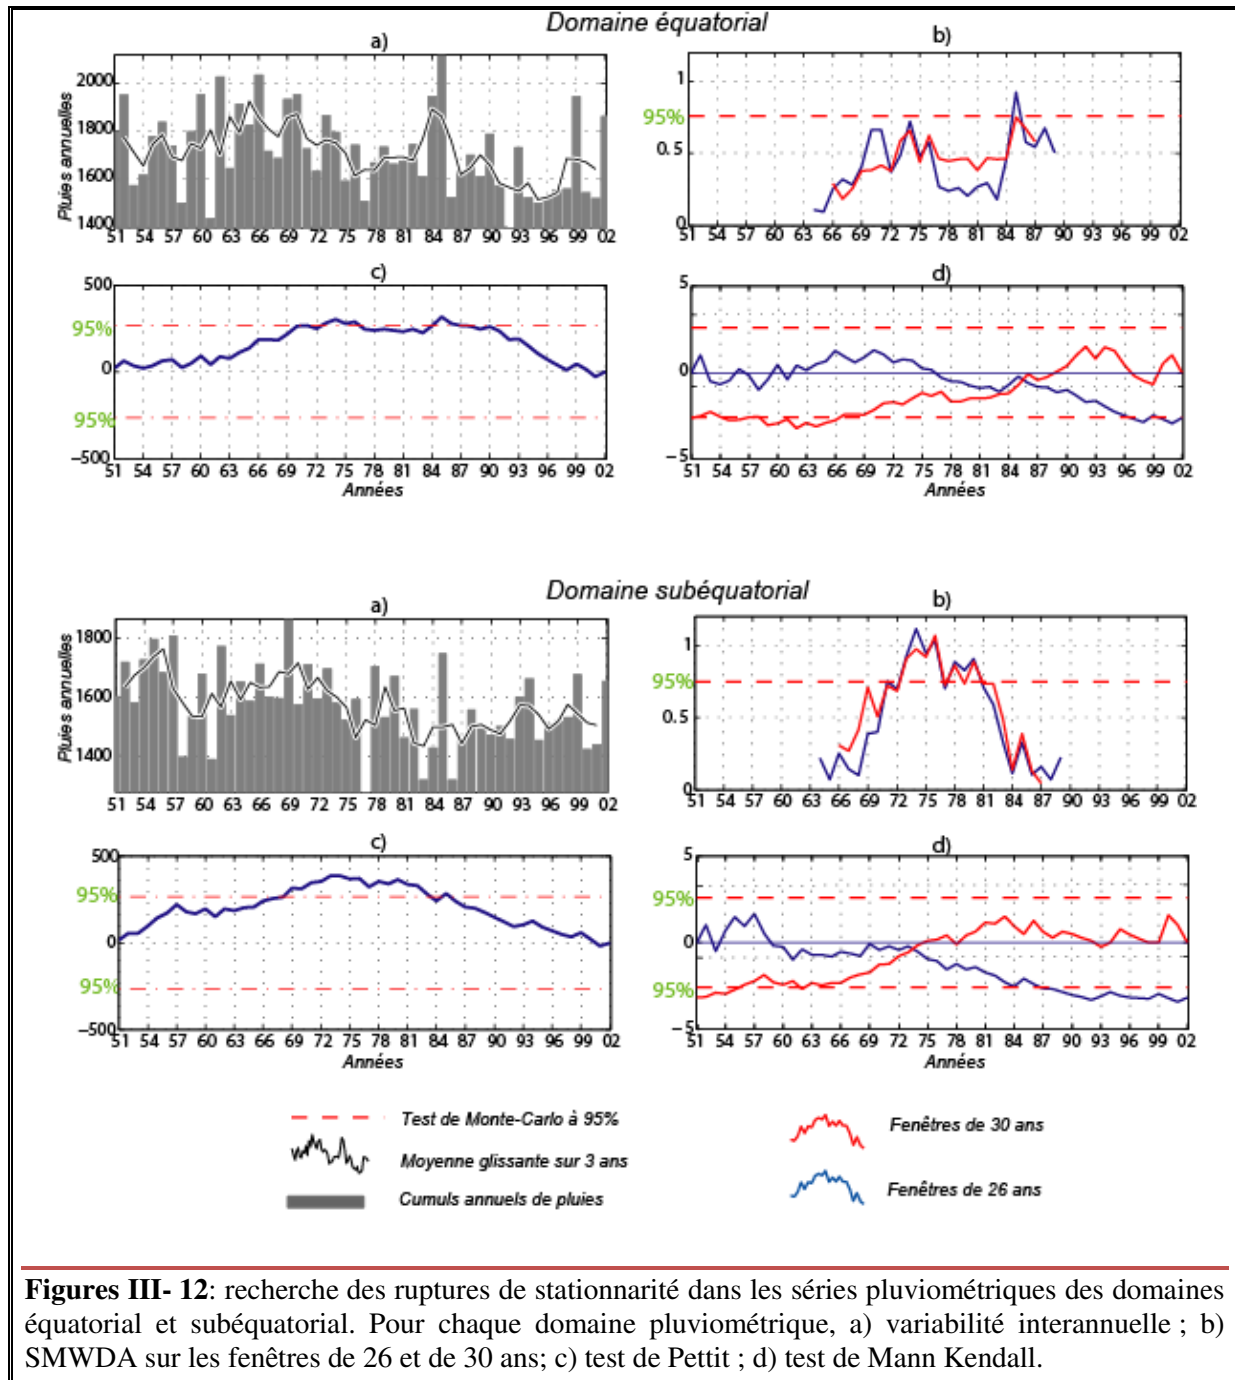 Domaine équatorial
a)
Pluies annuelles
2000
1800
1600
1400
51 54 57 60 63 66 69 72 75 78 81 84 87 90 93 96 99 02
b)
1
95%
0.5
0
51 54 57 60 63 66 69 72 75 78 81 84 87 90 93 96 99 02
c)
500
95%
0
95%
−500
51 54 57 60 63 66 69 72 75 78 81 84 87 90 93 96 99 02
Années
d)
5
0
−5
51 54 57 60 63 66 69 72 75 78 81 84 87 90 93 96 99 02
Années
Domaine subéquatorial
a)
Pluies annuelles
1800
1600
1400
51 54 57 60 63 66 69 72 75 78 81 84 87 90 93 96 99 02
b)
1
95%
0.5
0
51 54 57 60 63 66 69 72 75 78 81 84 87 90 93 96 99 02
c)
500
95%
0
95%
−500
51 54 57 60 63 66 69 72 75 78 81 84 87 90 93 96 99 02
Années
d)
5
95%
0
95%
−5
51 54 57 60 63 66 69 72 75 78 81 84 87 90 93 96 99 02
Années
Test de Monte-Carlo à 95%
Moyenne glissante sur 3 ans
Cumuls annuels de pluies
Fenêtres de 30 ans
Fenêtres de 26 ans
Figures III- 12: recherche des ruptures de stationnarité dans les séries pluviométriques des domaines
équatorial et subéquatorial. Pour chaque domaine pluviométrique, a) variabilité interannuelle ; b)
SMWDA sur les fenêtres de 26 et de 30 ans; c) test de Pettit ; d) test de Mann Kendall.